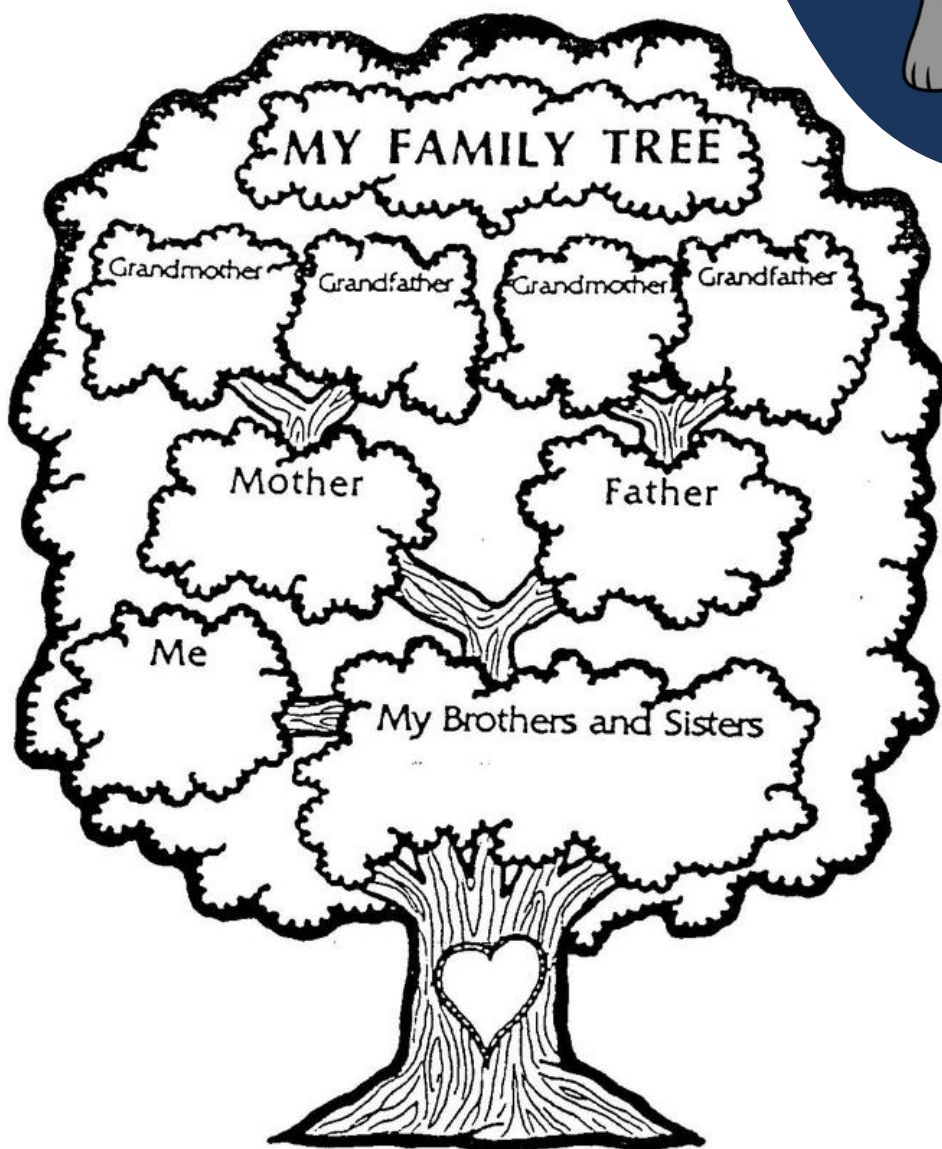 MY FAMILY TREE
Grandmother Grandfather Grandmother Grandfather
Mother Father
Me
My Brothers and Sisters